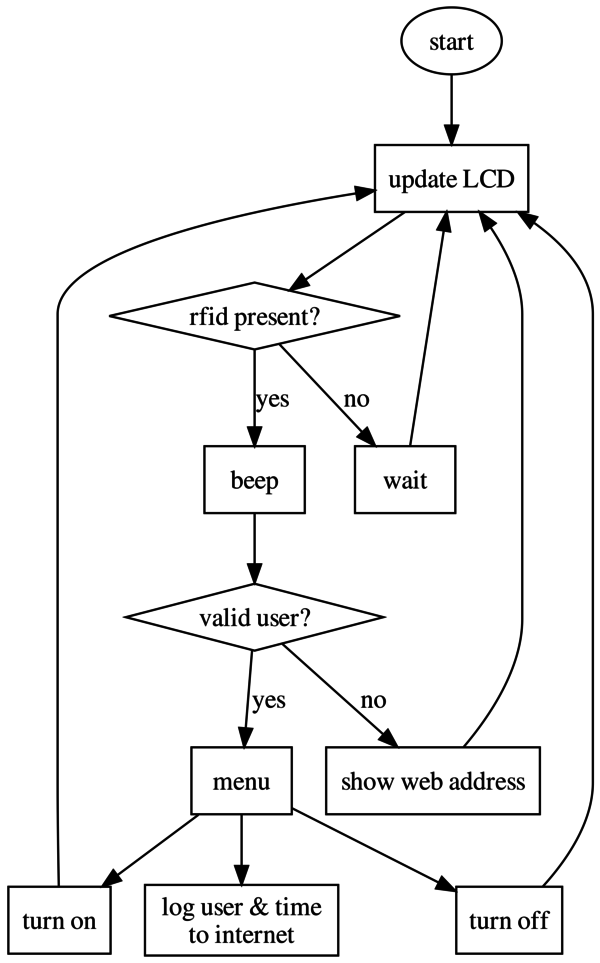 start
update LCD
rfid present?
yes
no
beep
wait
valid user?
yes
no
menu
show web address
turn on
log user & time
to internet
turn off